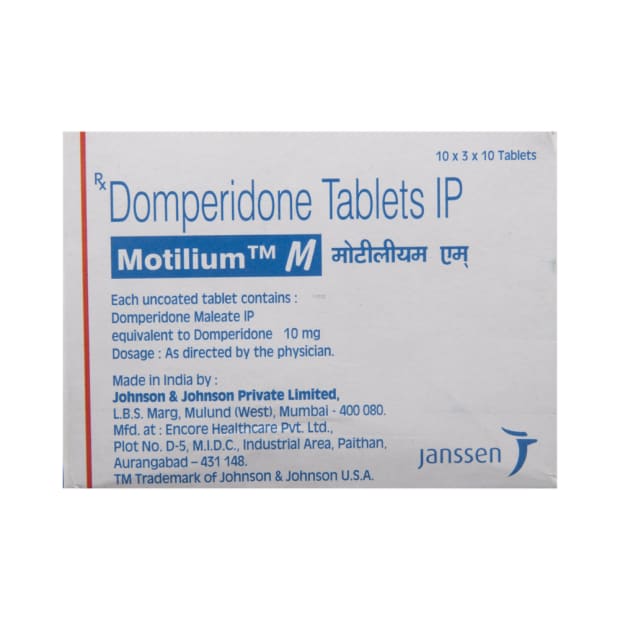 10 x 3 x 10 Tablets
Rx Domperidone Tablets IP
Motilium™ M मोटीलीयम एम्
Each uncoated tablet contains :
Domperidone Maleate IP
equivalent to Domperidone 10 mg
Dosage : As directed by the physician.
Made in India by :
Johnson & Johnson Private Limited,
L.B.S. Marg, Mulund (West), Mumbai - 400 080.
Mfd. at : Encore Healthcare Pvt. Ltd.,
Plot No. D-5, M.I.D.C., Industrial Area, Paithan,
Aurangabad – 431 148.
TM Trademark of Johnson & Johnson U.S.A.
janssen